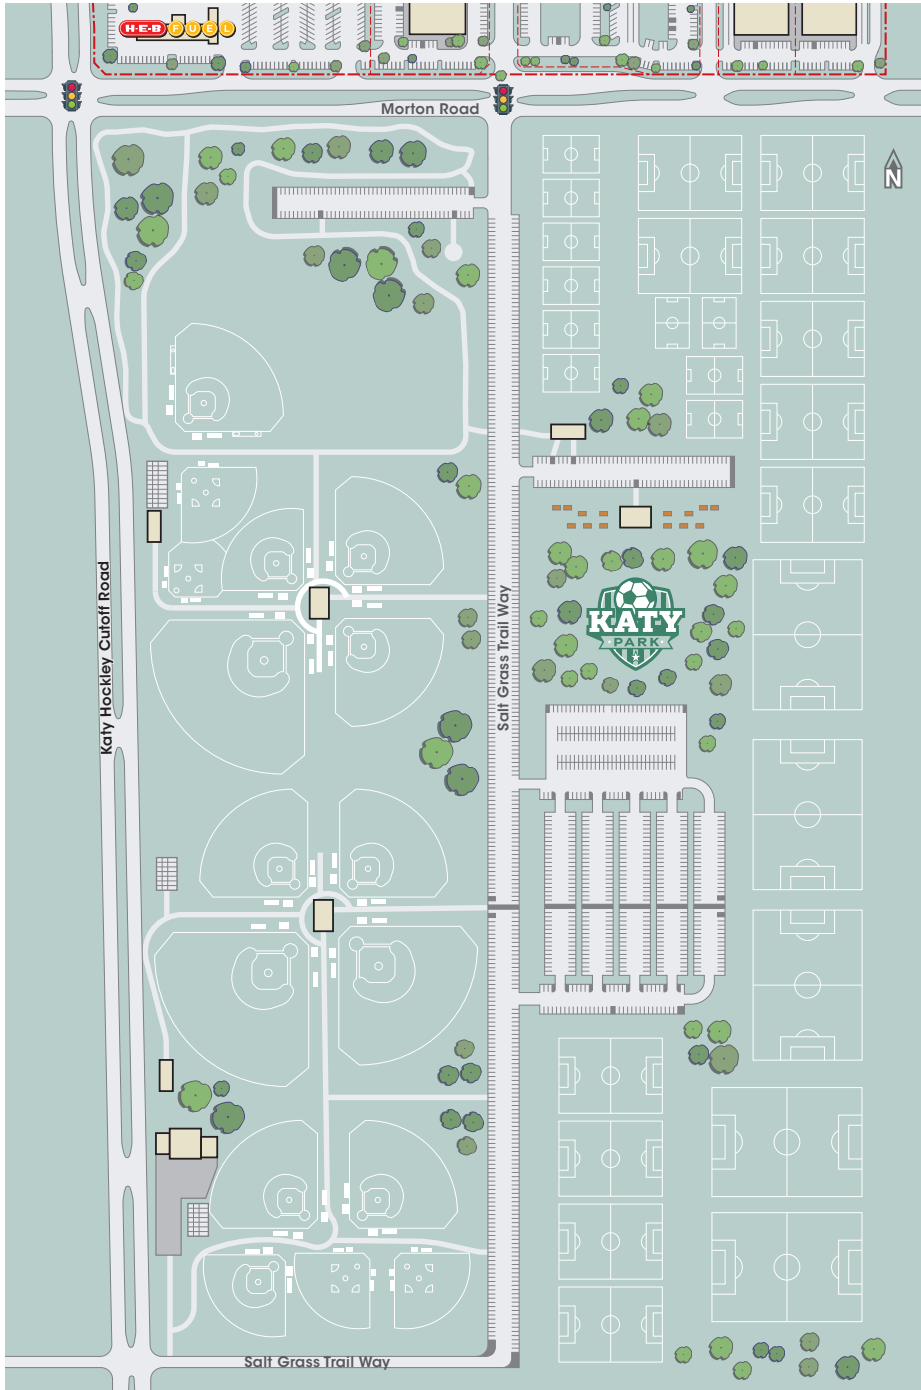 H-E-B FUEL
Morton Road
N
Katy Hockley Cutoff Road
Salt Grass Trail Way
KATY
PARK
Salt Grass Trail Way